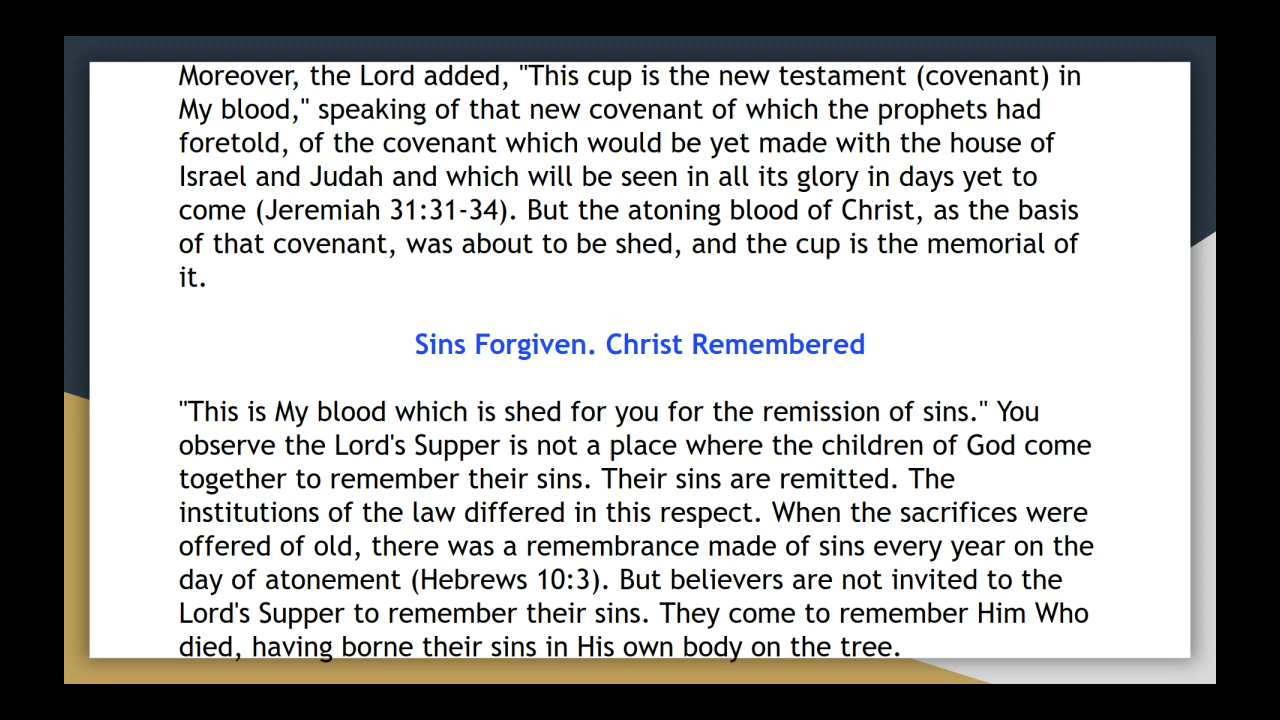 Moreover, the Lord added, "This cup is the new testament (covenant) in
My blood," speaking of that new covenant of which the prophets had
foretold, of the covenant which would be yet made with the house of
Israel and Judah and which will be seen in all its glory in days yet to
come (Jeremiah 31:31-34). But the atoning blood of Christ, as the basis
of that covenant, was about to be shed, and the cup is the memorial of
it.
Sins Forgiven. Christ Remembered
"This is My blood which is shed for you for the remission of sins." You
observe the Lord's Supper is not a place where the children of God come
together to remember their sins. Their sins are remitted. The
institutions of the law differed in this respect. When the sacrifices were
offered of old, there was a remembrance made of sins every year on the
day of atonement (Hebrews 10:3). But believers are not invited to the
Lord's Supper to remember their sins. They come to remember Him Who
died, having borne their sins in His own body on the tree.